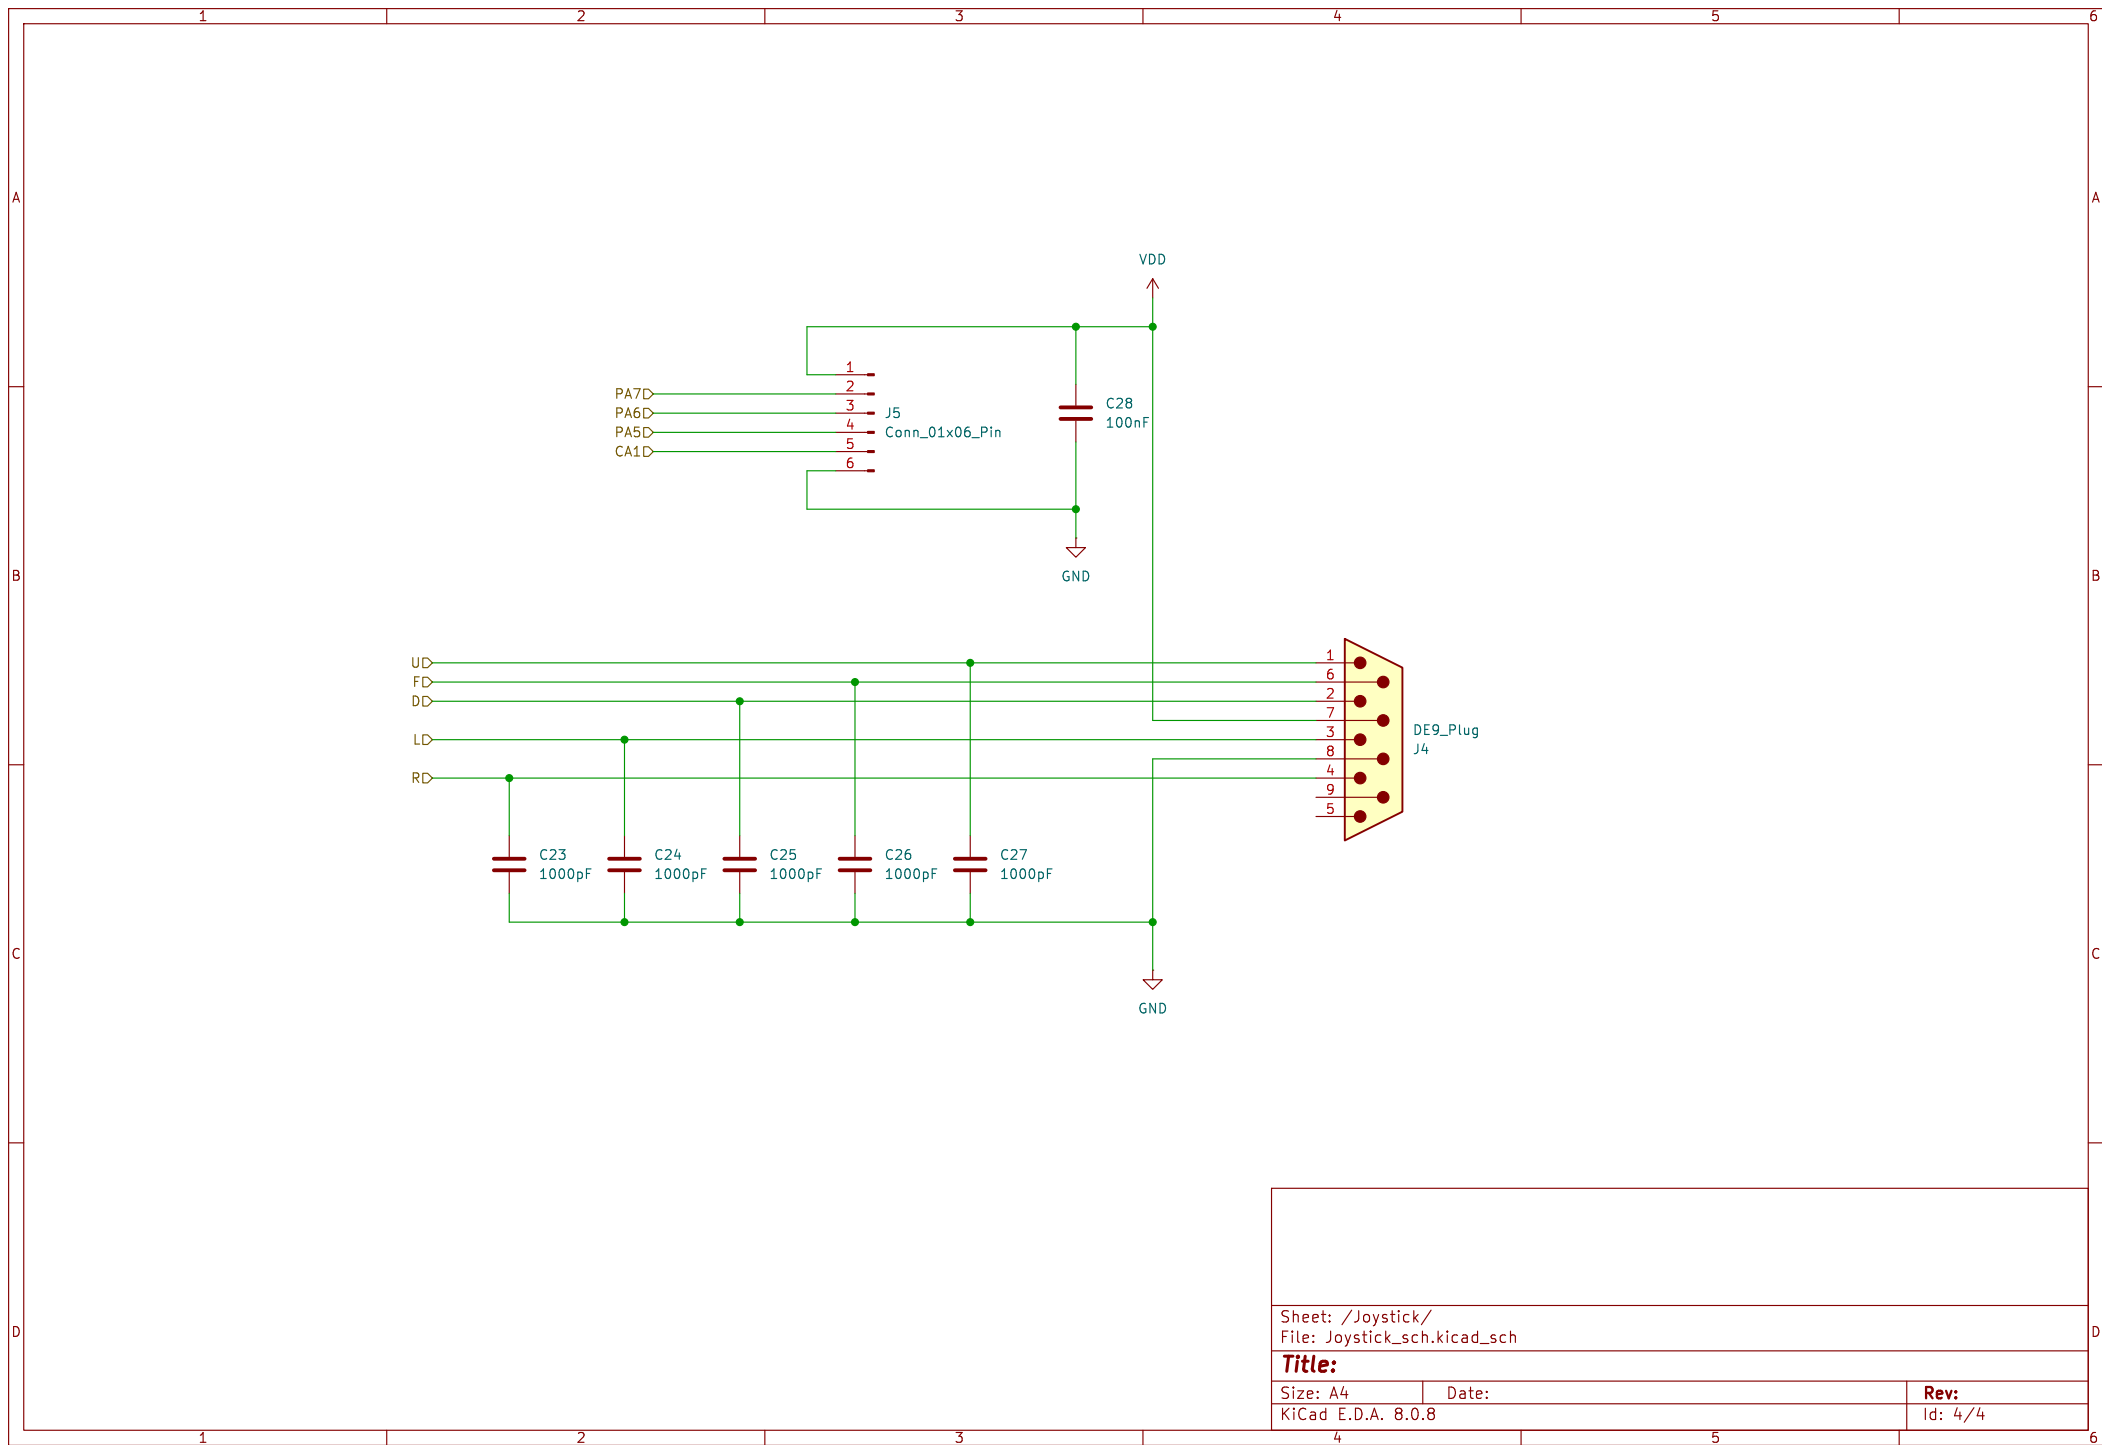 1 2 3 4 5 6
A A
VDD
1
PA7 2
PA6 3 J5 C28
PA5 4 Conn_01x06_Pin 100nF
CA1 5
6
GND
B B
U 1
F 6
D 2
7
L 3 DE9_Plug
8 J4
R 4
9
5
C23 C24 C25 C26 C27
1000pF 1000pF 1000pF 1000pF 1000pF
C C
GND
Sheet: /Joystick/
File: Joystick_sch.kicad_sch
D D
Title:
Size: A4 Date: Rev:
KiCad E.D.A. 8.0.8 Id: 4/4
1 2 3 4 5 6